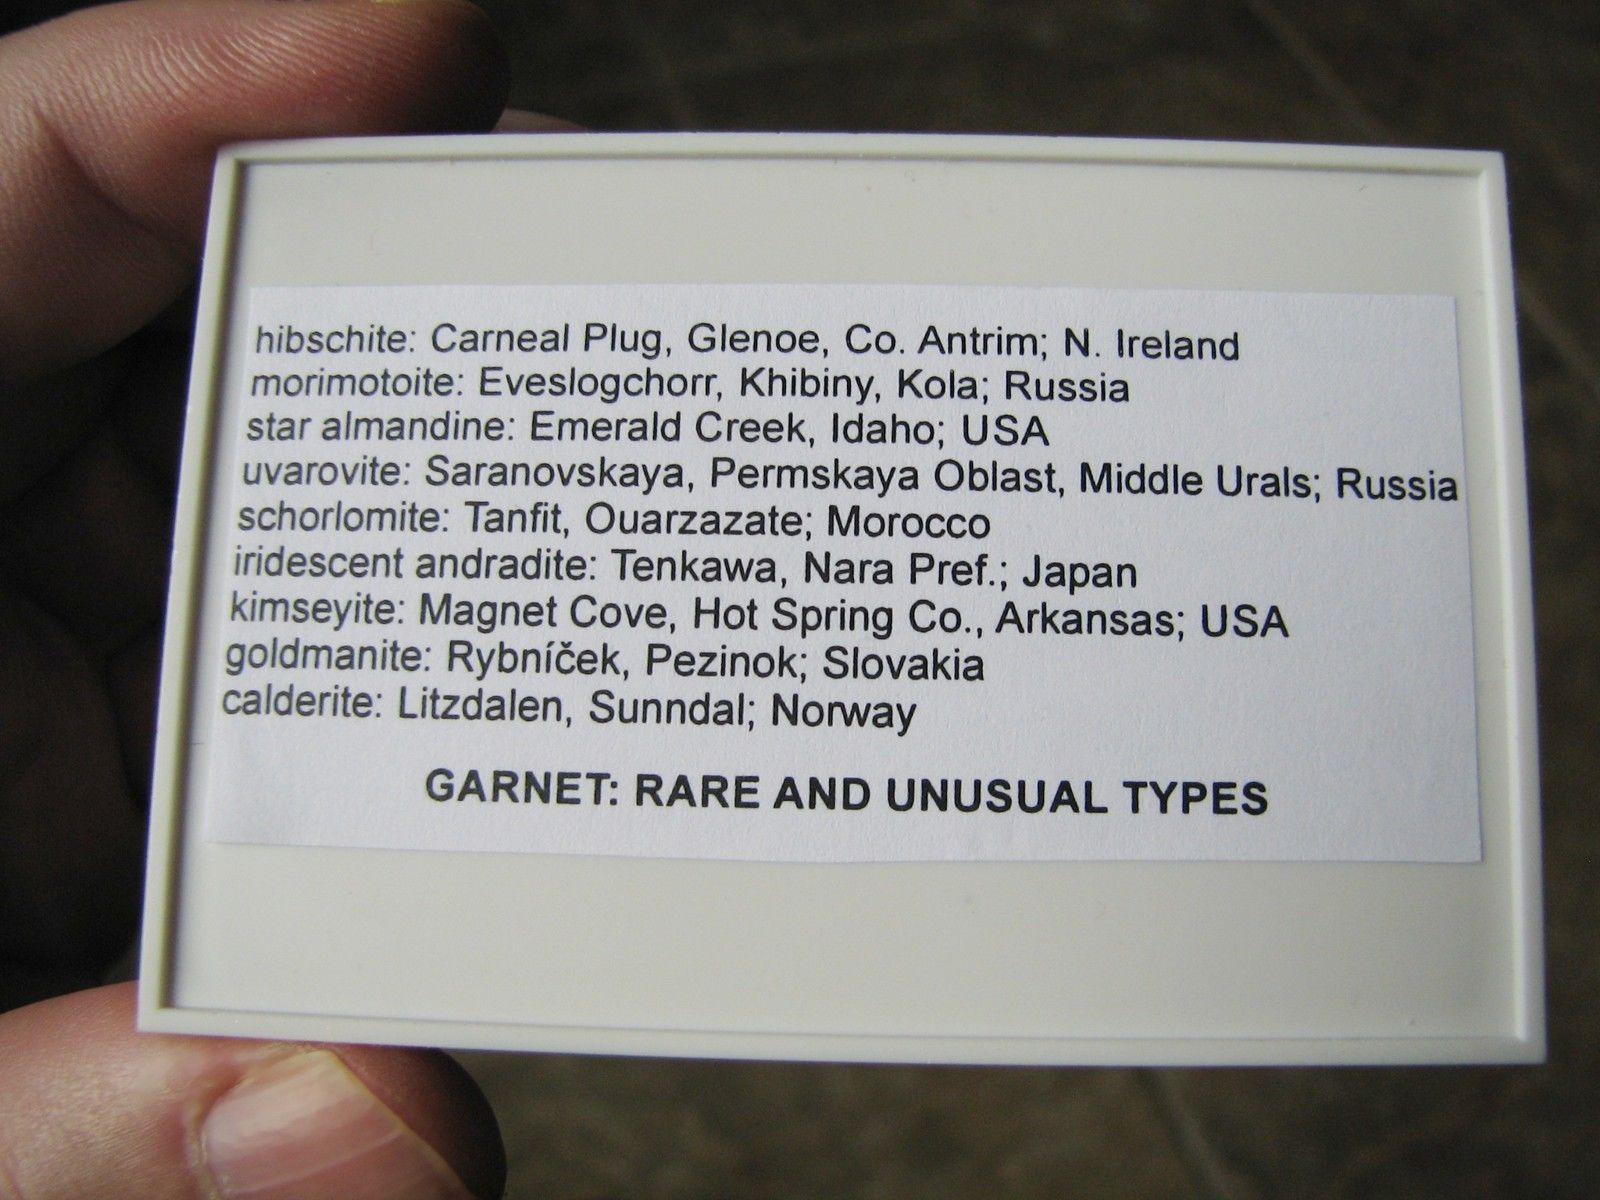 hibschite: Carneal Plug, Glenoe, Co. Antrim; N. Ireland
morimotoite: Eveslogchorr, Khibiny, Kola; Russia
star almandine: Emerald Creek, Idaho; USA
uvarovite: Saranovskaya, Permskaya Oblast, Middle Urals; Russia
schorlomite: Tanfit, Ouarzazate; Morocco
iridescent andradite: Tenkawa, Nara Pref.; Japan
kimseyite: Magnet Cove, Hot Spring Co., Arkansas; USA
goldmanite: Rybníček, Pezinok; Slovakia
calderite: Litzdalen, Sunndal; Norway
GARNET: RARE AND UNUSUAL TYPES